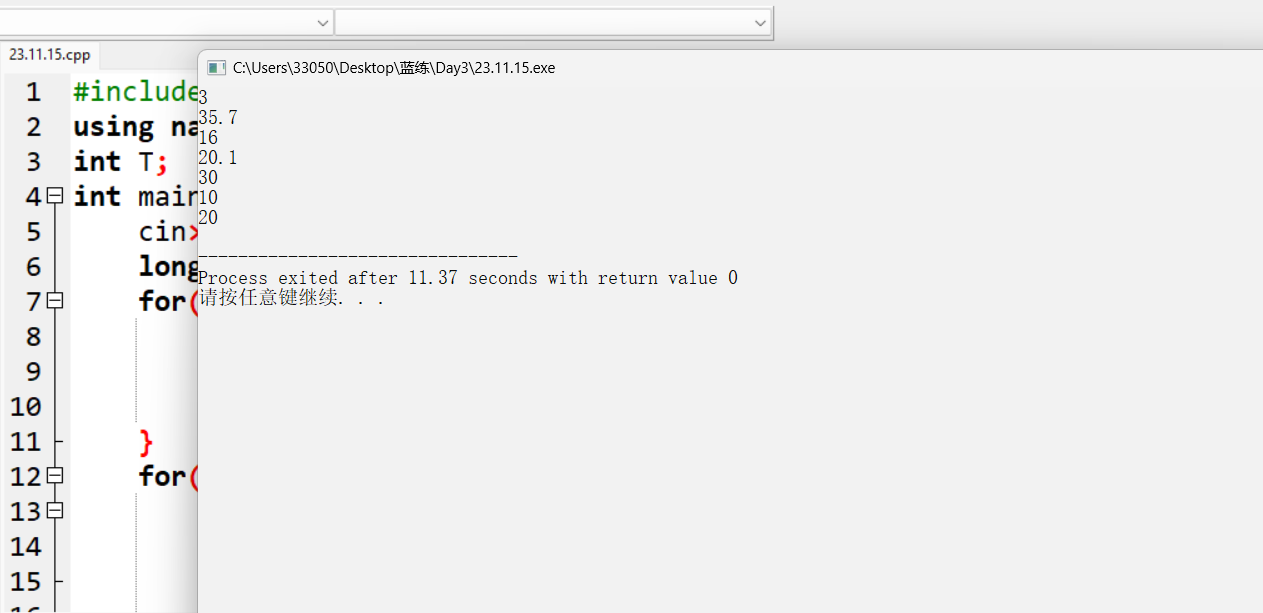 23.11.15.cpp
C:\Users\33050\Desktop\蓝练\Day3\23.11.15.exe
1 #include
2 using na
3 int T;
4 int main
5 cin>
6 long
7 for(
8
9
10
11 }
12 for(
13
14
15
16
3
35.7
16
20.1
30
10
20
--------------------------------
Process exited after 11.37 seconds with return value 0
请按任意键继续. . .